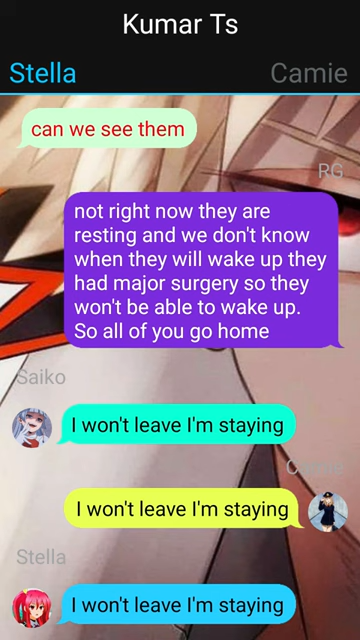 Kumar Ts
Stella Camie
can we see them
RG
not right now they are
resting and we don't know
when they will wake up they
had major surgery so they
won't be able to wake up.
So all of you go home
Saiko
I won't leave I'm staying
Camie
I won't leave I'm staying
Stella
I won't leave I'm staying